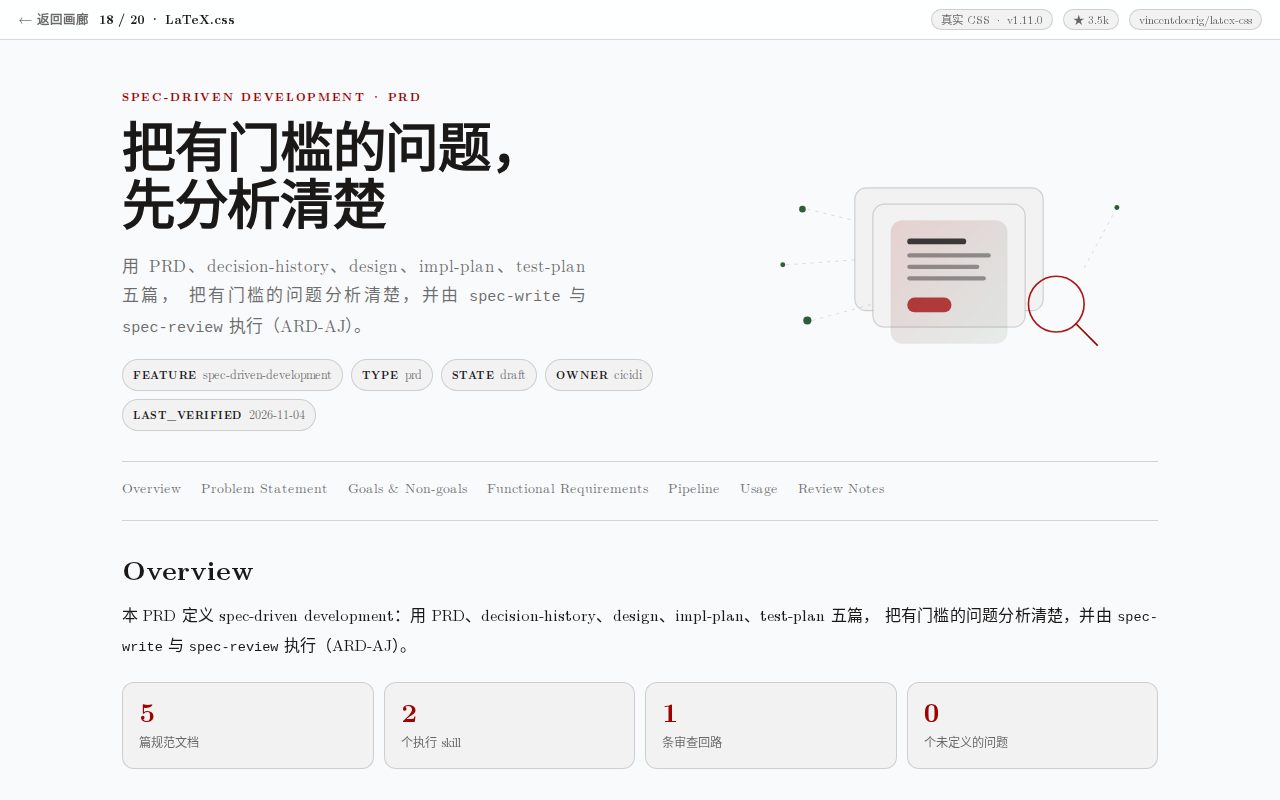 ← 返回画廊 18 / 20 · LaTeX.css
真实 CSS · v1.11.0
★ 3.5k
vincentdoerig/latex-css
SPEC-DRIVEN DEVELOPMENT · PRD
把有门槛的问题，
先分析清楚
用 PRD、decision-history、design、impl-plan、test-plan
五篇， 把有门槛的问题分析清楚，并由 spec-write 与
spec-review 执行（ARD-AJ）。
FEATURE spec-driven-development
TYPE prd
STATE draft
OWNER cicidi
LAST_VERIFIED 2026-11-04
Overview Problem Statement Goals & Non-goals Functional Requirements Pipeline Usage Review Notes
Overview
本 PRD 定义 spec-driven development：用 PRD、decision-history、design、impl-plan、test-plan 五篇， 把有门槛的问题分析清楚，并由 spec-
write 与 spec-review 执行（ARD-AJ）。
5
篇规范文档
2
个执行 skill
1
条审查回路
0
个未定义的问题